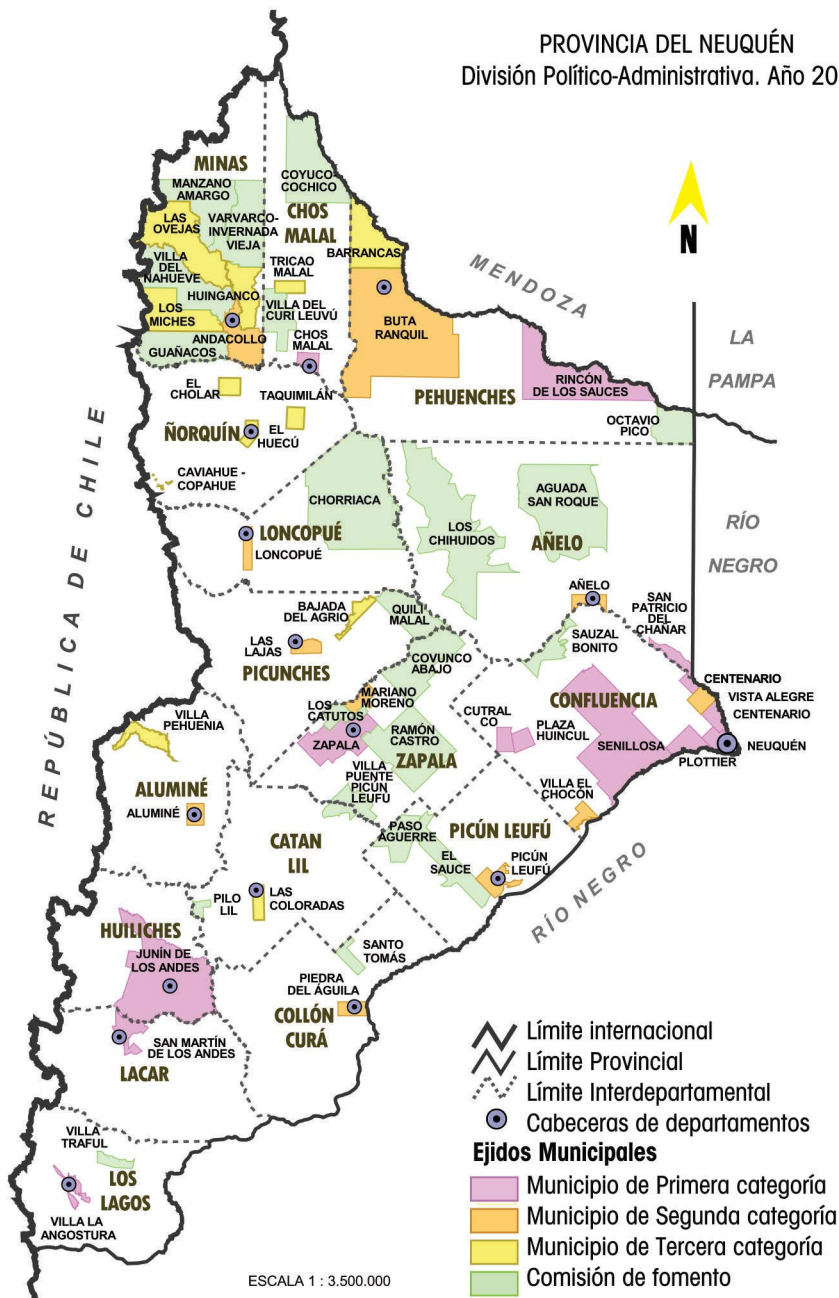 PROVINCIA DEL NEUQUÉN
División Político-Administrativa. Año 20
MINAS
COYUCO-
COCHICO
MANZANO
AMARGO
CHOS
MALAL
LAS
OVEJAS
VARVARCO-
INVERNADA
VIEJA
N
BARRANCAS
MENDOZA
VILLA
DEL
NAHUEVE
TRICAO
MALAL
HUINGANCO
VILLA DEL
CURI LEUVÚ
LOS
MICHES
BUTA
RANQUIL
ANDACOLLO
CHOS
MALAL
GUAÑACOS
LA
PAMPA
RINCÓN
DE LOS SAUCES
PEHUENCHES
EL
CHOLAR
TAQUIMILÁN
OCTAVIO
PICO
ÑORQUÍN
EL
HUECÚ
CAVIAHUE -
COPAHUE
CHORRIACA
AGUADA
SAN ROQUE
LOS
CHIHUIDOS
AÑELO
RÍO
NEGRO
LONCOPUÉ
LONCOPUÉ
REPÚBLICA DE CHILE
AÑELO
SAN
PATRICIO
DEL
CHAÑAR
BAJADA
DEL AGRIO
QUILI
MALAL
SAUZAL
BONITO
LAS
LAJAS
PICUNCHES
COVUNCO
ABAJO
CENTENARIO
VISTA ALEGRE
CENTENARIO
MARIANO
MORENO
CONFLUENCIA
LOS
CATUTOS
VILLA
PEHUENIA
CUTRAL
CO
PLAZA
HUINCUL
RAMÓN
CASTRO
ZAPALA
SENILLOSA
NEUQUÉN
PLOTTIER
ZAPALA
VILLA
PUENTE
PICÚN
LEUFÚ
ALUMINÉ
VILLA EL
CHOCÓN
ALUMINÉ
PASO
AGUERRE
PICÚN LEUFÚ
CATAN
LIL
EL
SAUCE
PICÚN
LEUFÚ
RÍO NEGRO
PILO
LIL
LAS
COLORADAS
HUILICHES
SANTO
TOMÁS
JUNÍN DE
LOS ANDES
PIEDRA
DEL ÁGUILA
COLLÓN
CURÁ
SAN MARTÍN
DE LOS ANDES
LACAR
VILLA
TRAFUL
LOS
LAGOS
VILLA LA
ANGOSTURA
Límite internacional
Límite Provincial
Límite Interdepartamental
Cabeceras de departamentos
Ejidos Municipales
Municipio de Primera categoría
Municipio de Segunda categoría
Municipio de Tercera categoría
Comisión de fomento
ESCALA 1 : 3.500.000